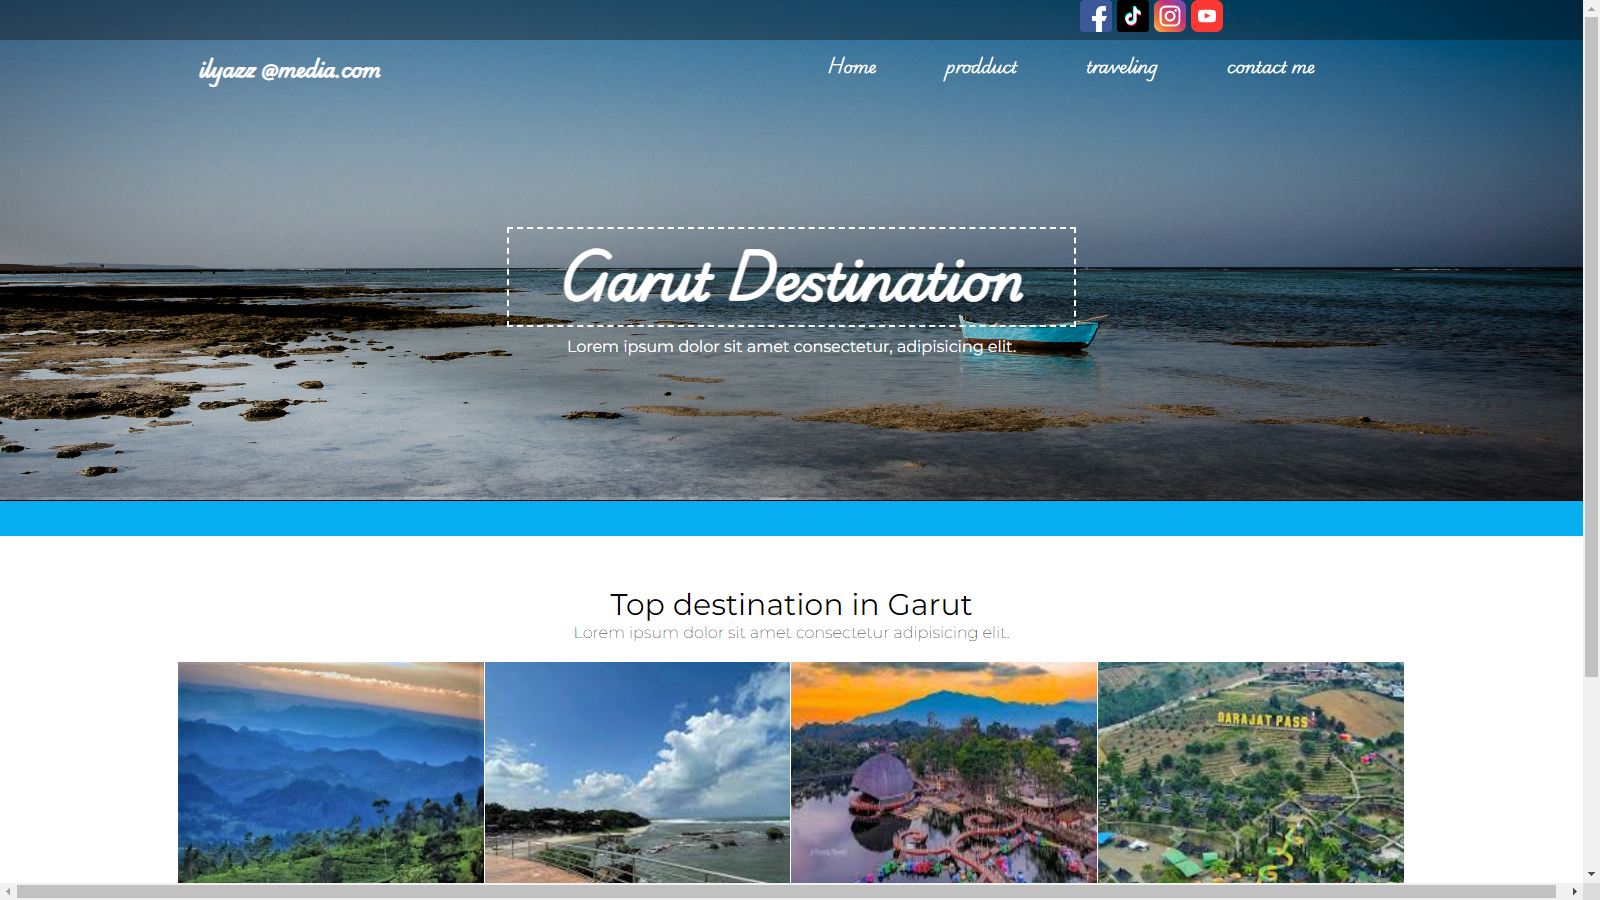 ilyazz @media.com
Home prodduct traveling contact me
Garut Destination
Lorem ipsum dolor sit amet consectetur, adipisicing elit.
Top destination in Garut
Lorem ipsum dolor sit amet consectetur adipisicing elit.
DARAJAT PASS